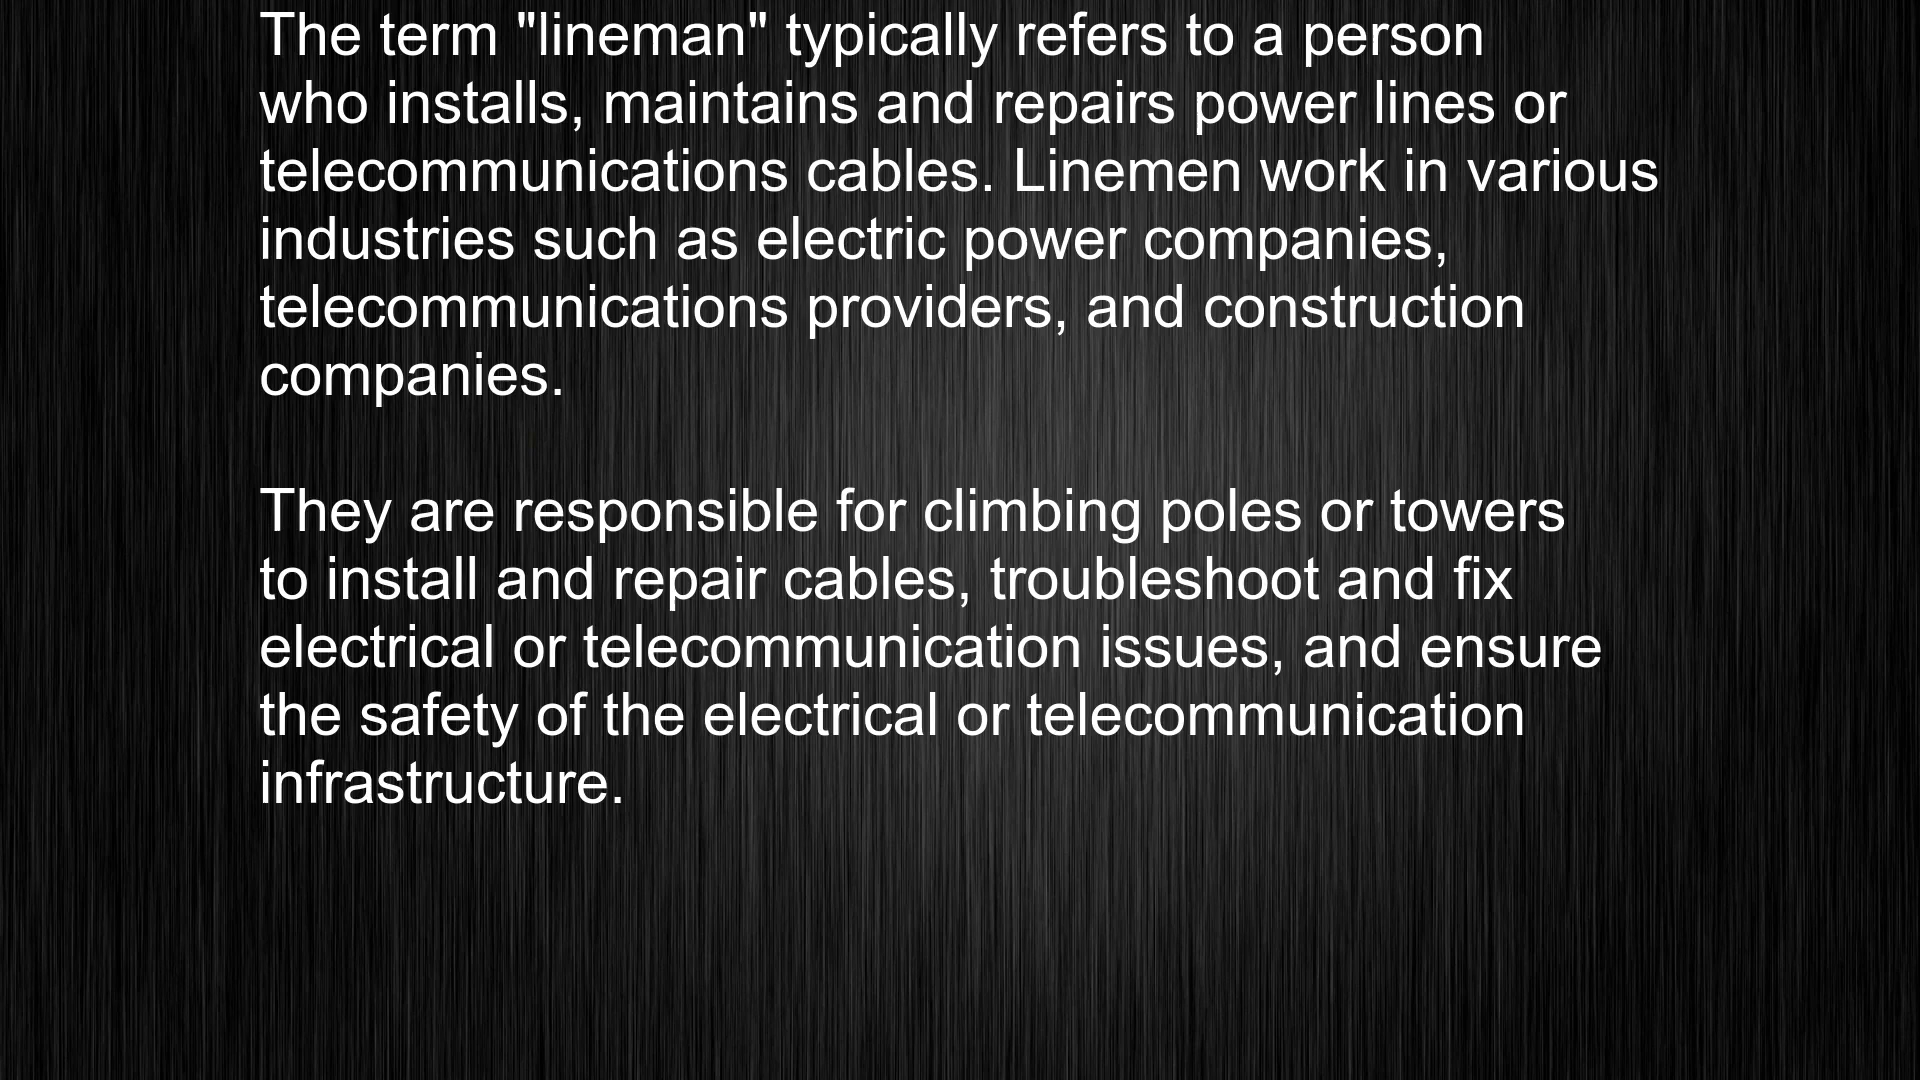 The term "lineman" typically refers to a person
who installs, maintains and repairs power lines or
telecommunications cables. Linemen work in various
industries such as electric power companies,
telecommunications providers, and construction
companies.
They are responsible for climbing poles or towers
to install and repair cables, troubleshoot and fix
electrical or telecommunication issues, and ensure
the safety of the electrical or telecommunication
infrastructure.